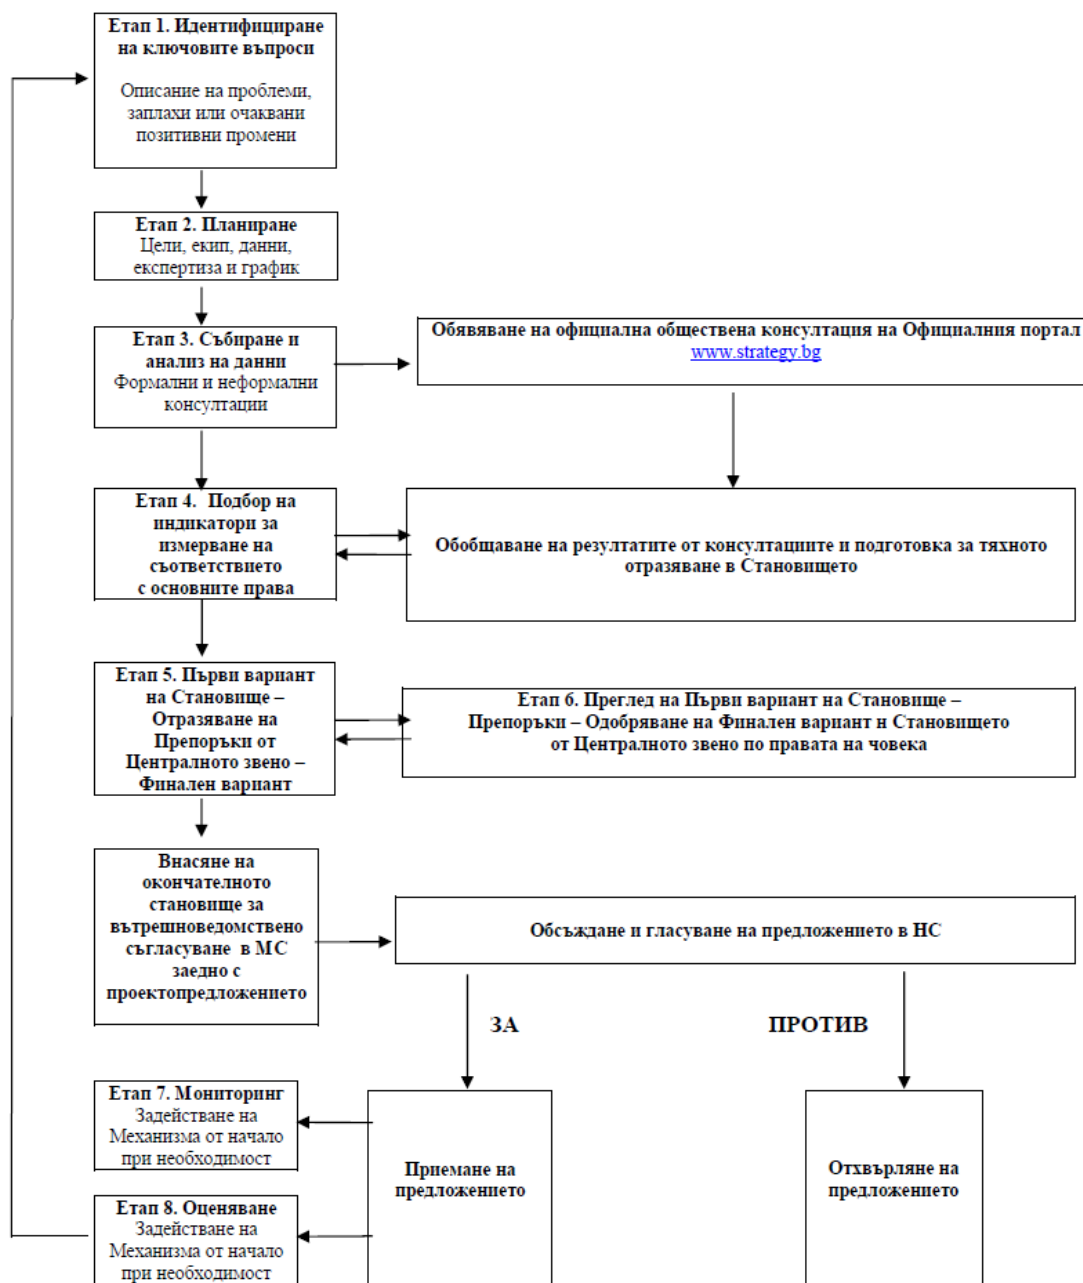 Етап 1. Идентифициране
на ключовите въпроси
Описание на проблеми,
заплахи или очаквани
позитивни промени
Етап 2. Планиране
Цели, екип, данни,
експертиза и график
Етап 3. Събиране и
анализ на данни
Формални и неформални
консултации
Обявяване на официална обществена консултация на Официалния портал
www.strategy.bg
Етап 4. Подбор на
индикатори за
измерване на
съответствието
с основните права
Обобщаване на резултатите от консултациите и подготовка за тяхното
отразяване в Становището
Етап 5. Първи вариант
на Становище –
Отразяване на
Препоръки от
Централното звено –
Финален вариант
Етап 6. Преглед на Първи вариант на Становище –
Препоръки – Одобряване на Финален вариант н Становището
от Централното звено по правата на човека
Внасяне на
окончателното
становище за
вътрешноведомствено
съгласуване в МС
заедно с
проектопредложението
Обсъждане и гласуване на предложението в НС
ЗА
ПРОТИВ
Етап 7. Мониторинг
Задействане на
Механизма от начало
при необходимост
Приемане на
предложението
Отхвърляне на
предложението
Етап 8. Оценяване
Задействане на
Механизма от начало
при необходимост